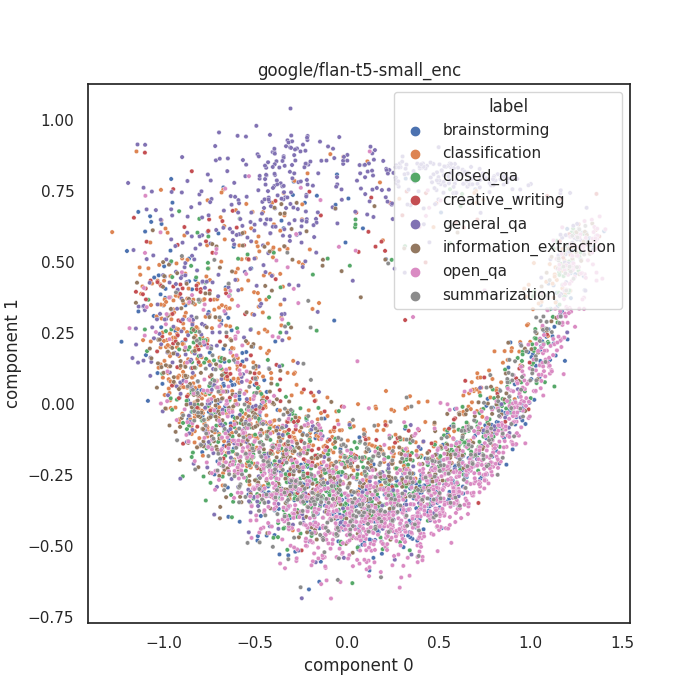 google/flan-t5-small_enc
label
brainstorming
classification
closed_qa
creative_writing
general_qa
information_extraction
open_qa
summarization
component 1
1.00
0.75
0.50
0.25
0.00
−0.25
−0.50
−0.75
−1.0 −0.5 0.0 0.5 1.0 1.5
component 0